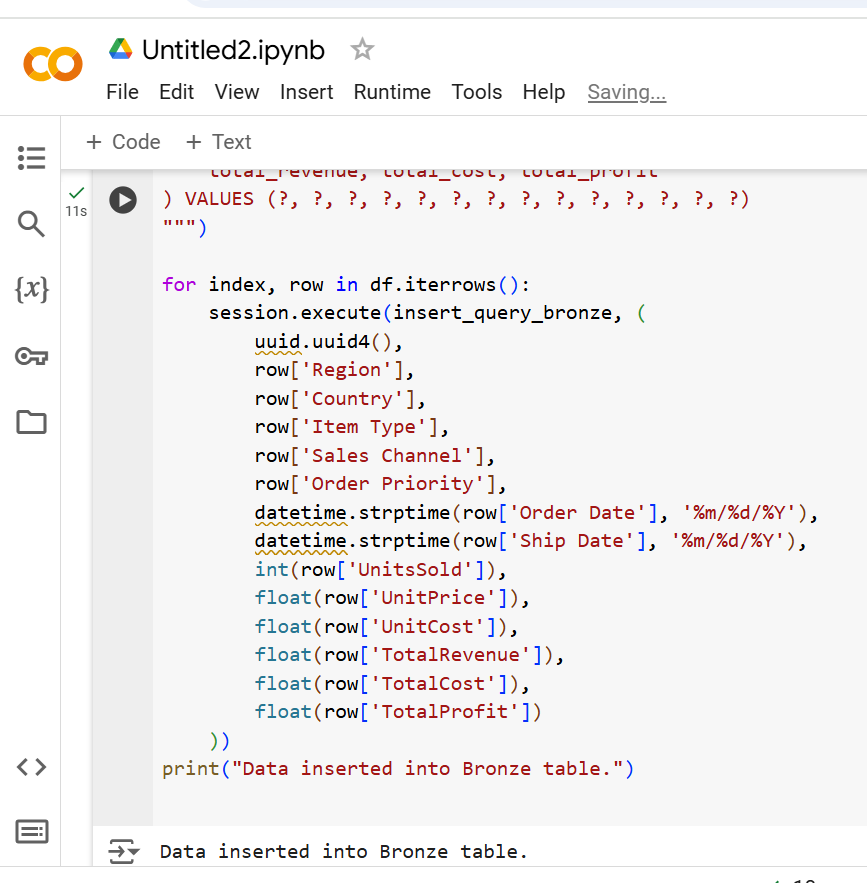 Untitled2.ipynb
File Edit View Insert Runtime Tools Help Saving...
+ Code + Text
total_revenue, total_cost, total_profit
11s
) VALUES (?, ?, ?, ?, ?, ?, ?, ?, ?, ?, ?, ?, ?, ?)
""")
for index, row in df.iterrows():
session.execute(insert_query_bronze, (
uuid.uuid4(),
row['Region'],
row['Country'],
row['Item Type'],
row['Sales Channel'],
row['Order Priority'],
datetime.strptime(row['Order Date'], '%m/%d/%Y'),
datetime.strptime(row['Ship Date'], '%m/%d/%Y'),
int(row['UnitsSold']),
float(row['UnitPrice']),
float(row['UnitCost']),
float(row['TotalRevenue']),
float(row['TotalCost']),
float(row['TotalProfit'])
))
print("Data inserted into Bronze table.")
Data inserted into Bronze table.